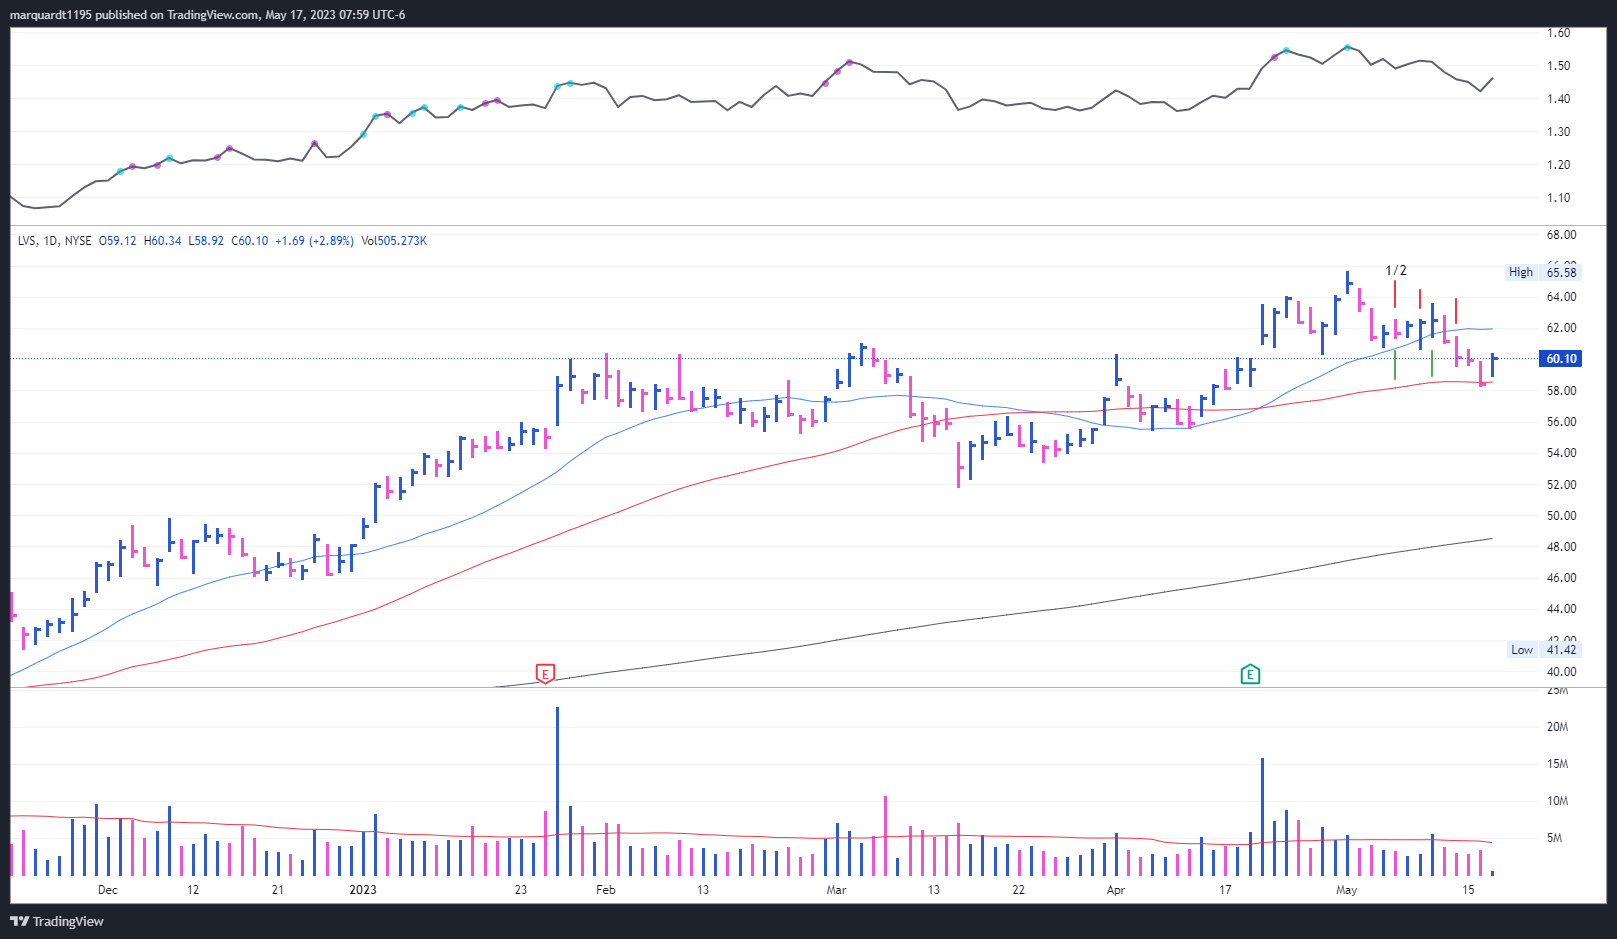 marquardt1195 published on TradingView.com, May 17, 2023 07:59 UTC-6
1.60
1.50
1.40
1.30
1.20
1.10
LVS, 1D, NYSE O59.12 H60.34 L58.92 C60.10 +1.69 (+2.89%) Vol505.273K
68.00
66.00
1/2
High 65.58
64.00
62.00
60.10
58.00
56.00
54.00
52.00
50.00
48.00
46.00
44.00
42.00
Low 41.42
40.00
E E
25M
20M
15M
10M
5M
Dec 12 21 2023 23 Feb 13 Mar 13 22 Apr 17 May 15
TradingView